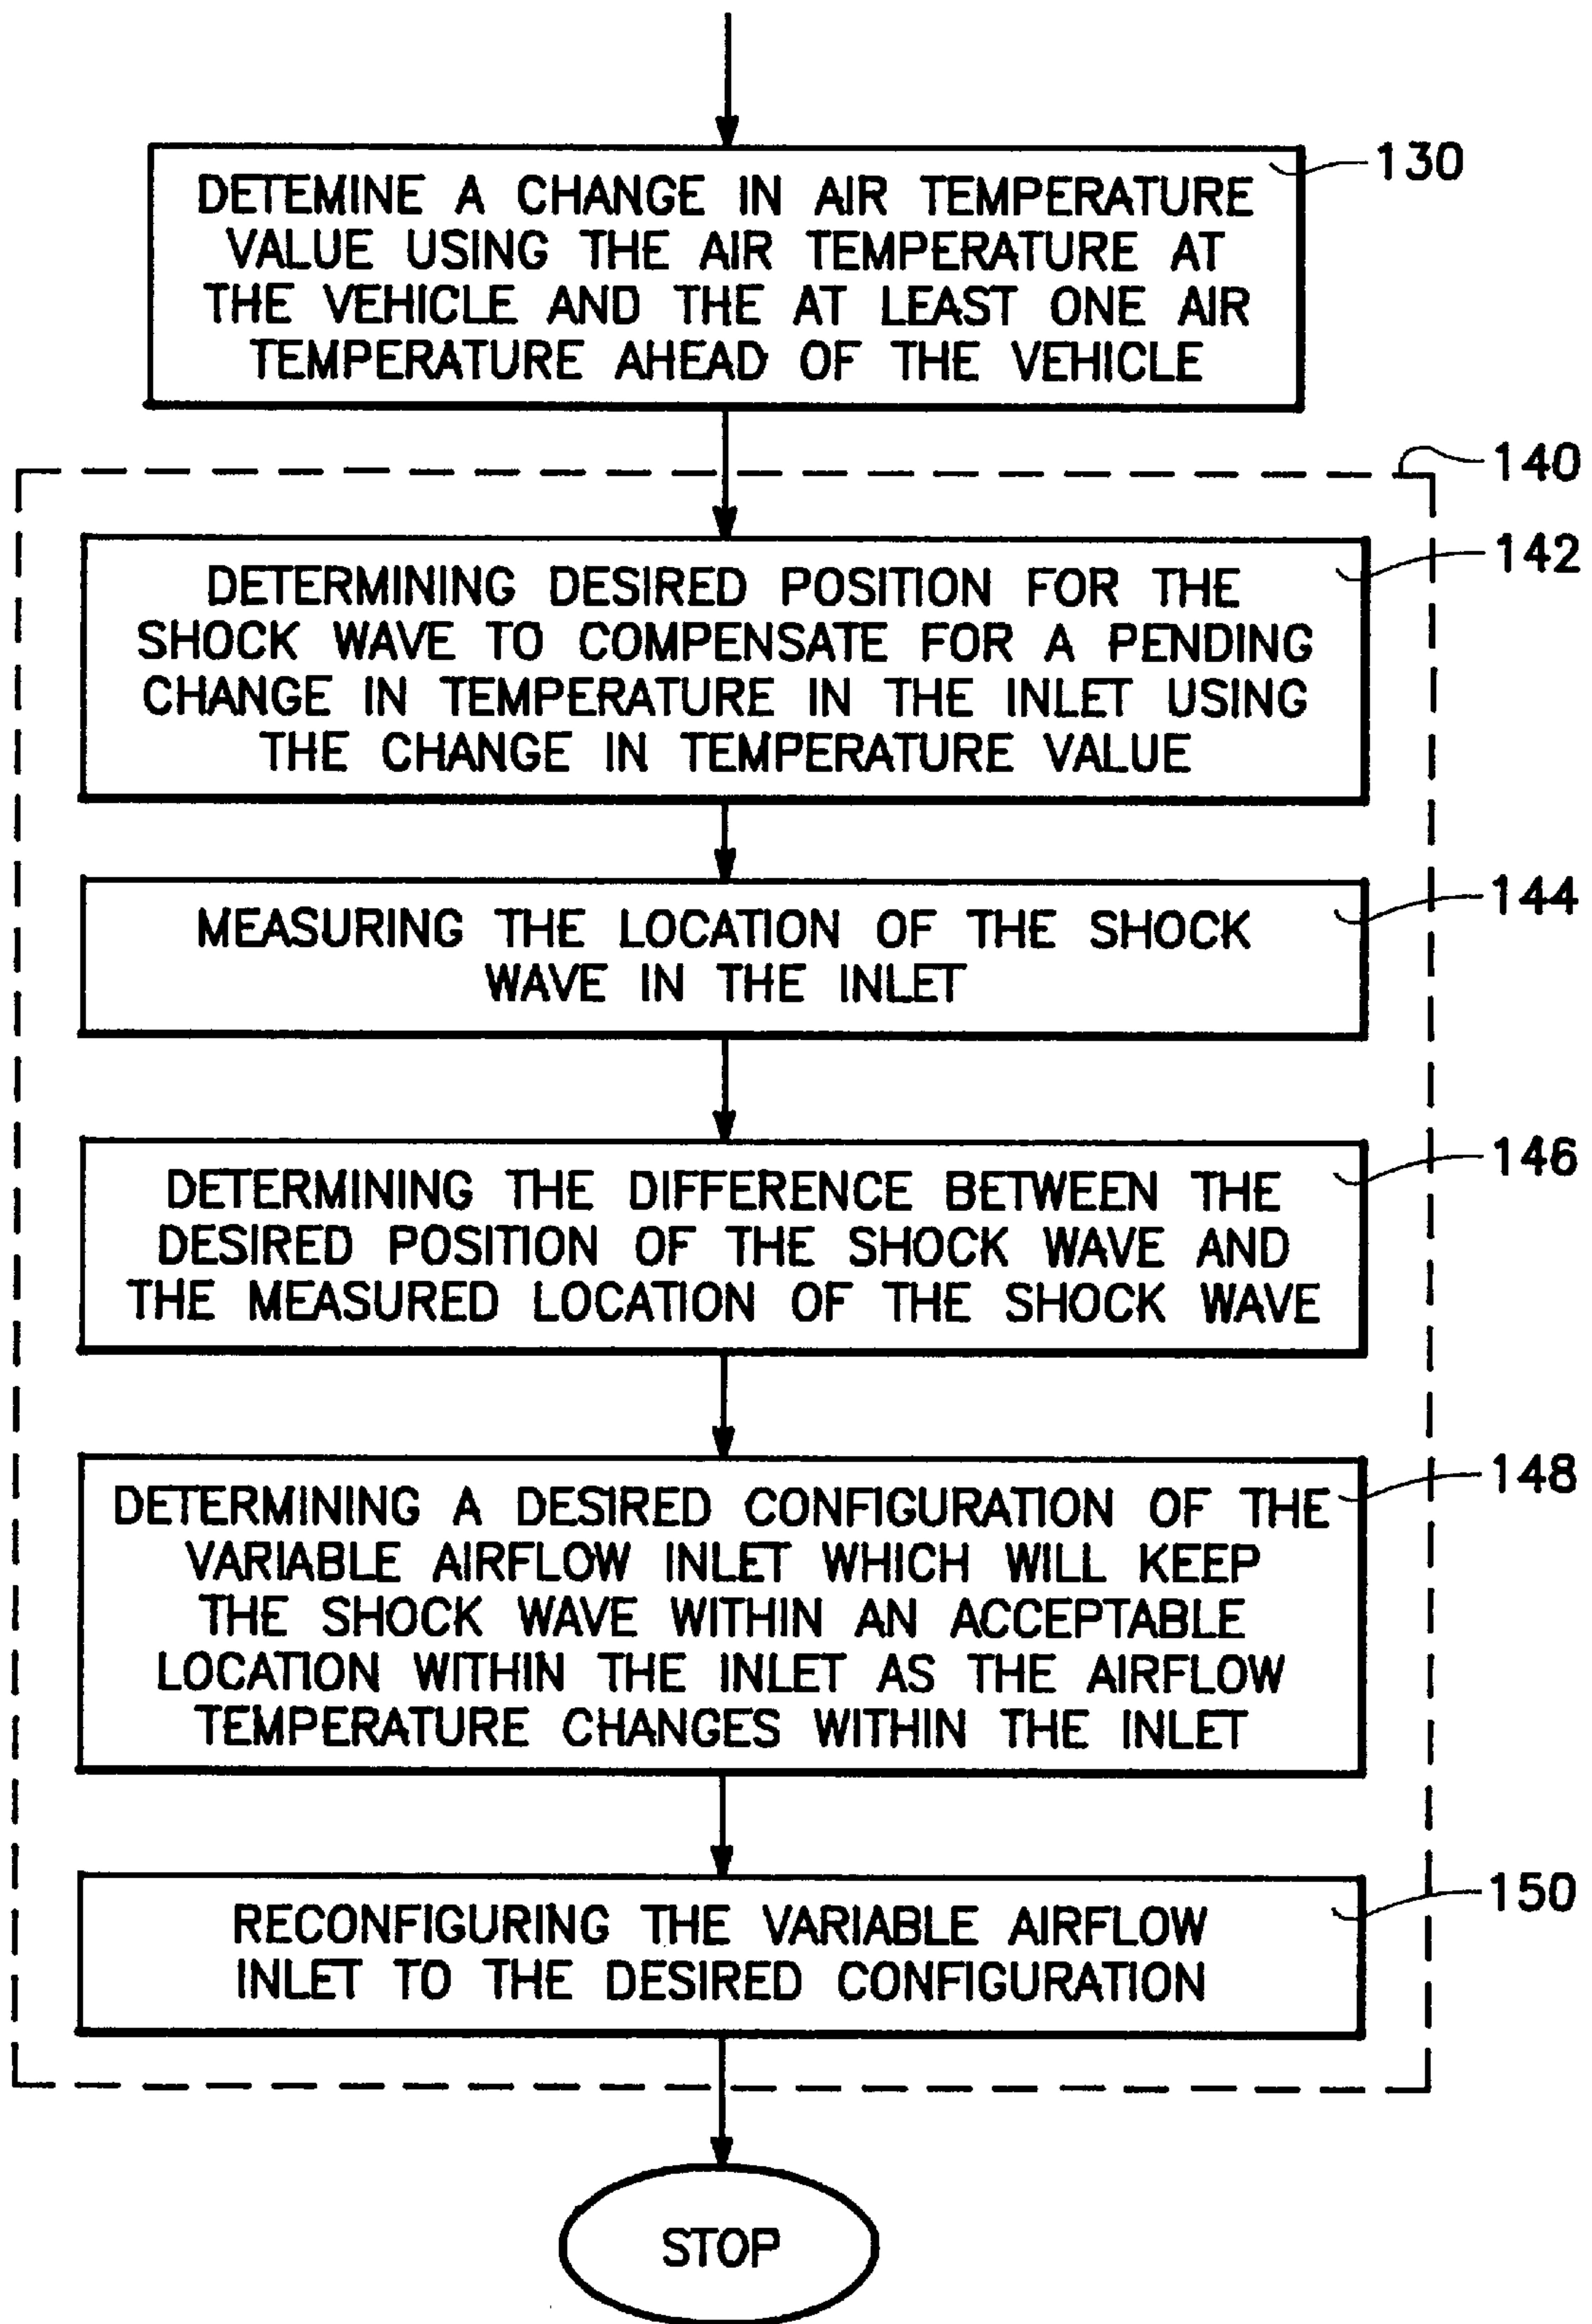 DETEMINE A CHANGE IN AIR TEMPERATURE
VALUE USING THE AIR TEMPERATURE AT
THE VEHICLE AND THE AT LEAST ONE AIR
TEMPERATURE AHEAD OF THE VEHICLE
130
140
DETERMINING DESIRED POSITION FOR THE
SHOCK WAVE TO COMPENSATE FOR A PENDING
CHANGE IN TEMPERATURE IN THE INLET USING
THE CHANGE IN TEMPERATURE VALUE
142
MEASURING THE LOCATION OF THE SHOCK
WAVE IN THE INLET
144
DETERMINING THE DIFFERENCE BETWEEN THE
DESIRED POSITION OF THE SHOCK WAVE AND
THE MEASURED LOCATION OF THE SHOCK WAVE
146
DETERMINING A DESIRED CONFIGURATION OF THE
VARIABLE AIRFLOW INLET WHICH WILL KEEP
THE SHOCK WAVE WITHIN AN ACCEPTABLE
LOCATION WITHIN THE INLET AS THE AIRFLOW
TEMPERATURE CHANGES WITHIN THE INLET
148
RECONFIGURING THE VARIABLE AIRFLOW
INLET TO THE DESIRED CONFIGURATION
150
STOP